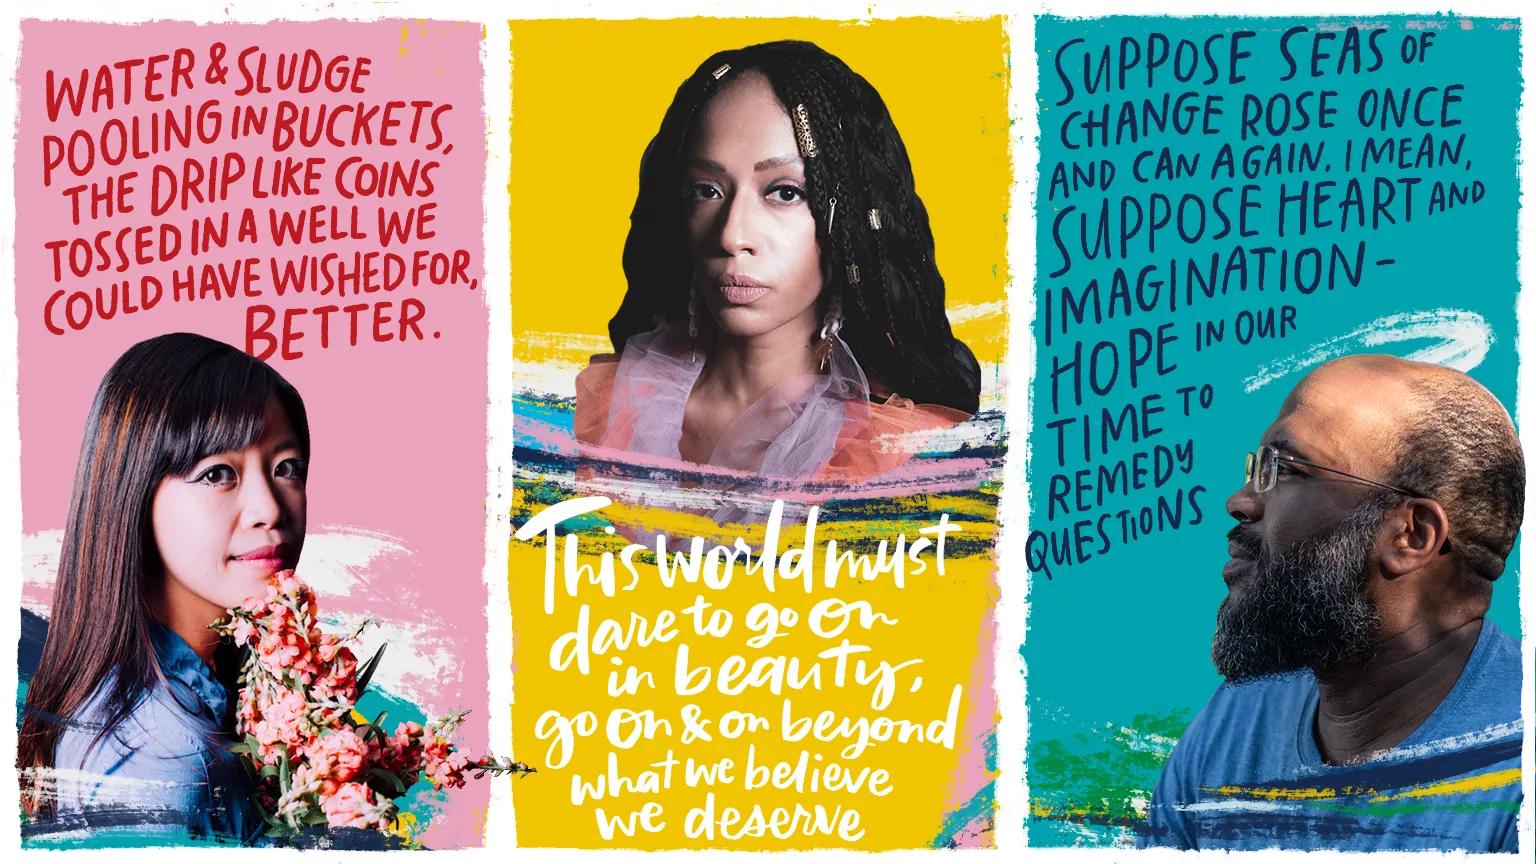 WATER & SLUDGE
POOLING IN BUCKETS,
THE DRIP LIKE COINS
TOSSED IN A WELL WE
COULD HAVE WISHED FOR,
BETTER.
This world must
dare to go on
in beauty,
go on & on beyond
what we believe
we deserve
SUPPOSE SEAS OF
CHANGE ROSE ONCE
AND CAN AGAIN. I MEAN,
SUPPOSE HEART AND
IMAGINATION-
HOPE IN OUR
TIME TO
REMEDY
QUESTIONS